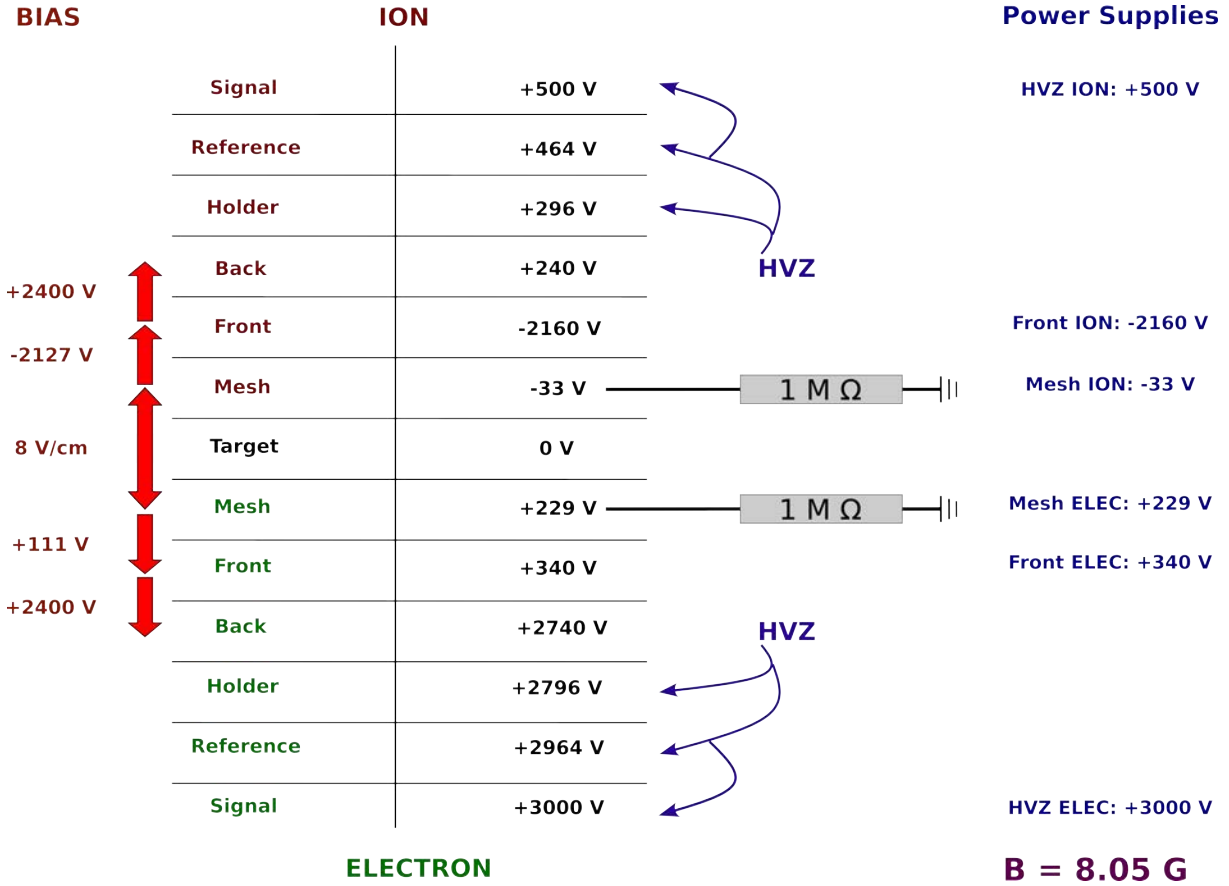 BIAS ION Power Supplies
Signal +500 V HVZ ION: +500 V
Reference +464 V
Holder +296 V
Back +240 V HVZ
+2400 V
Front -2160 V Front ION: -2160 V
-2127 V
Mesh -33 V 1 M Ω Mesh ION: -33 V
8 V/cm Target 0 V
Mesh +229 V 1 M Ω Mesh ELEC: +229 V
+111 V
Front +340 V Front ELEC: +340 V
+2400 V
Back +2740 V HVZ
Holder +2796 V
Reference +2964 V
Signal +3000 V HVZ ELEC: +3000 V
ELECTRON B = 8.05 G